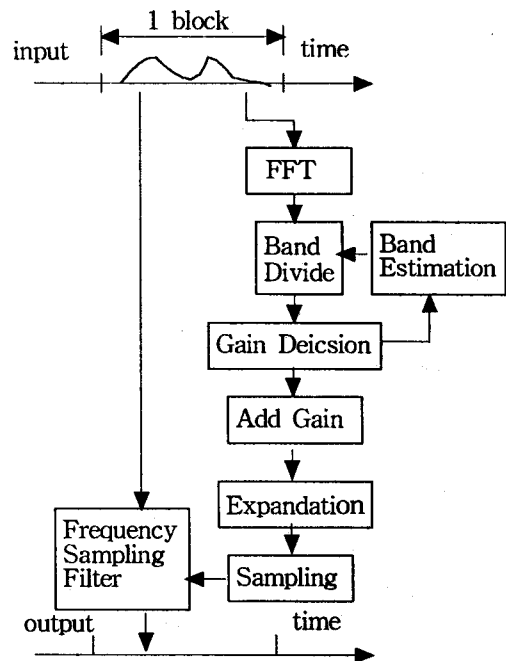 1 block
input
time
FFT
Band
Divide
Band
Estimation
Gain Deicsion
Add Gain
Expandation
Frequency
Sampling
Filter
Sampling
output
time